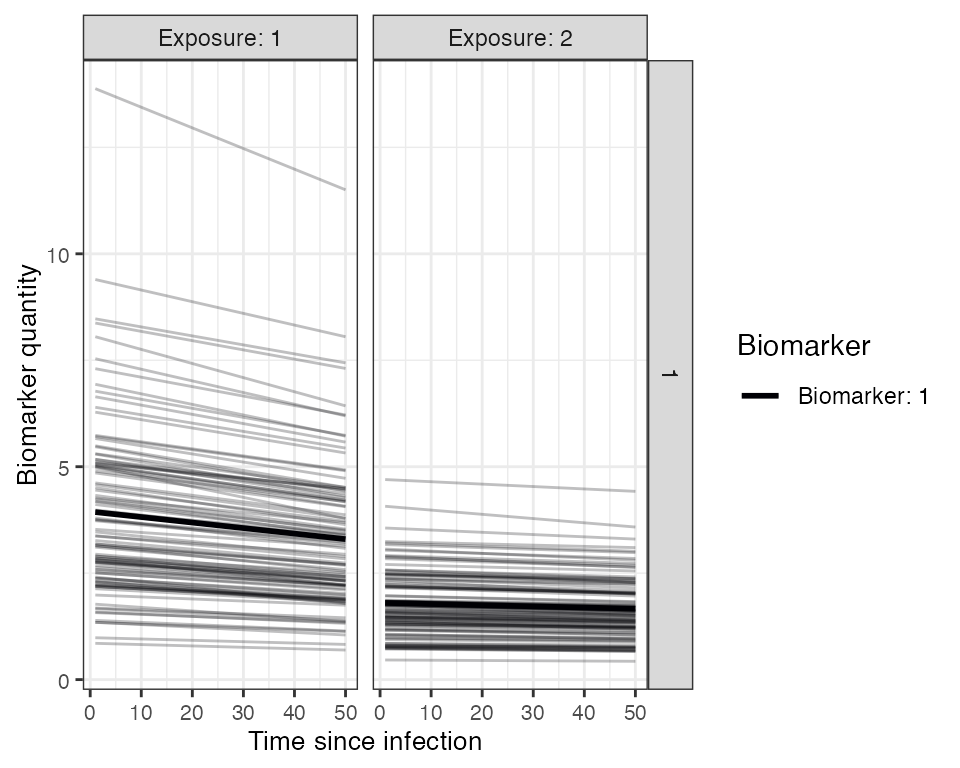 Exposure: 1
Exposure: 2
10
5
0
Biomarker quantity
0 10 20 30 40 50
0 10 20 30 40 50
Time since infection
1
Biomarker
Biomarker: 1